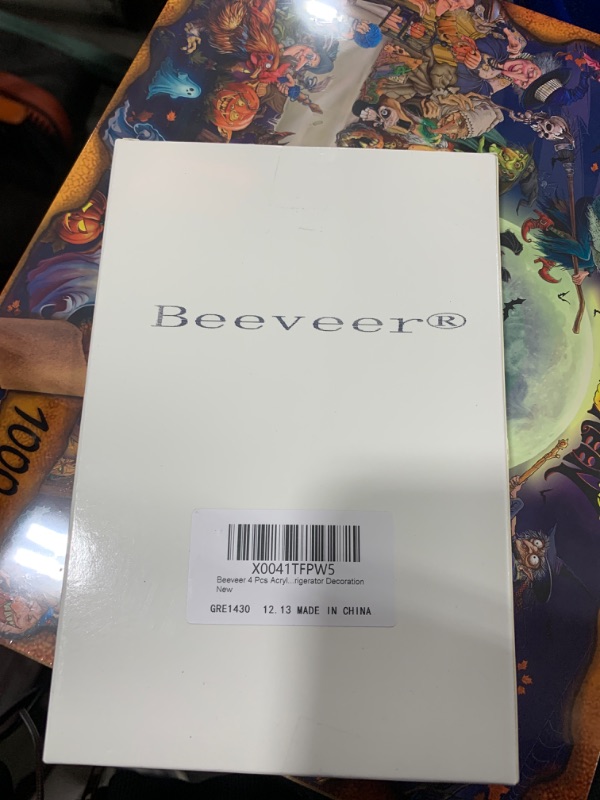 Beeveer®
X0041TFPW5
Beeveer 4 Pcs Acryl...rigerator Decoration
New
GRE1430 12.13 MADE IN CHINA
1000